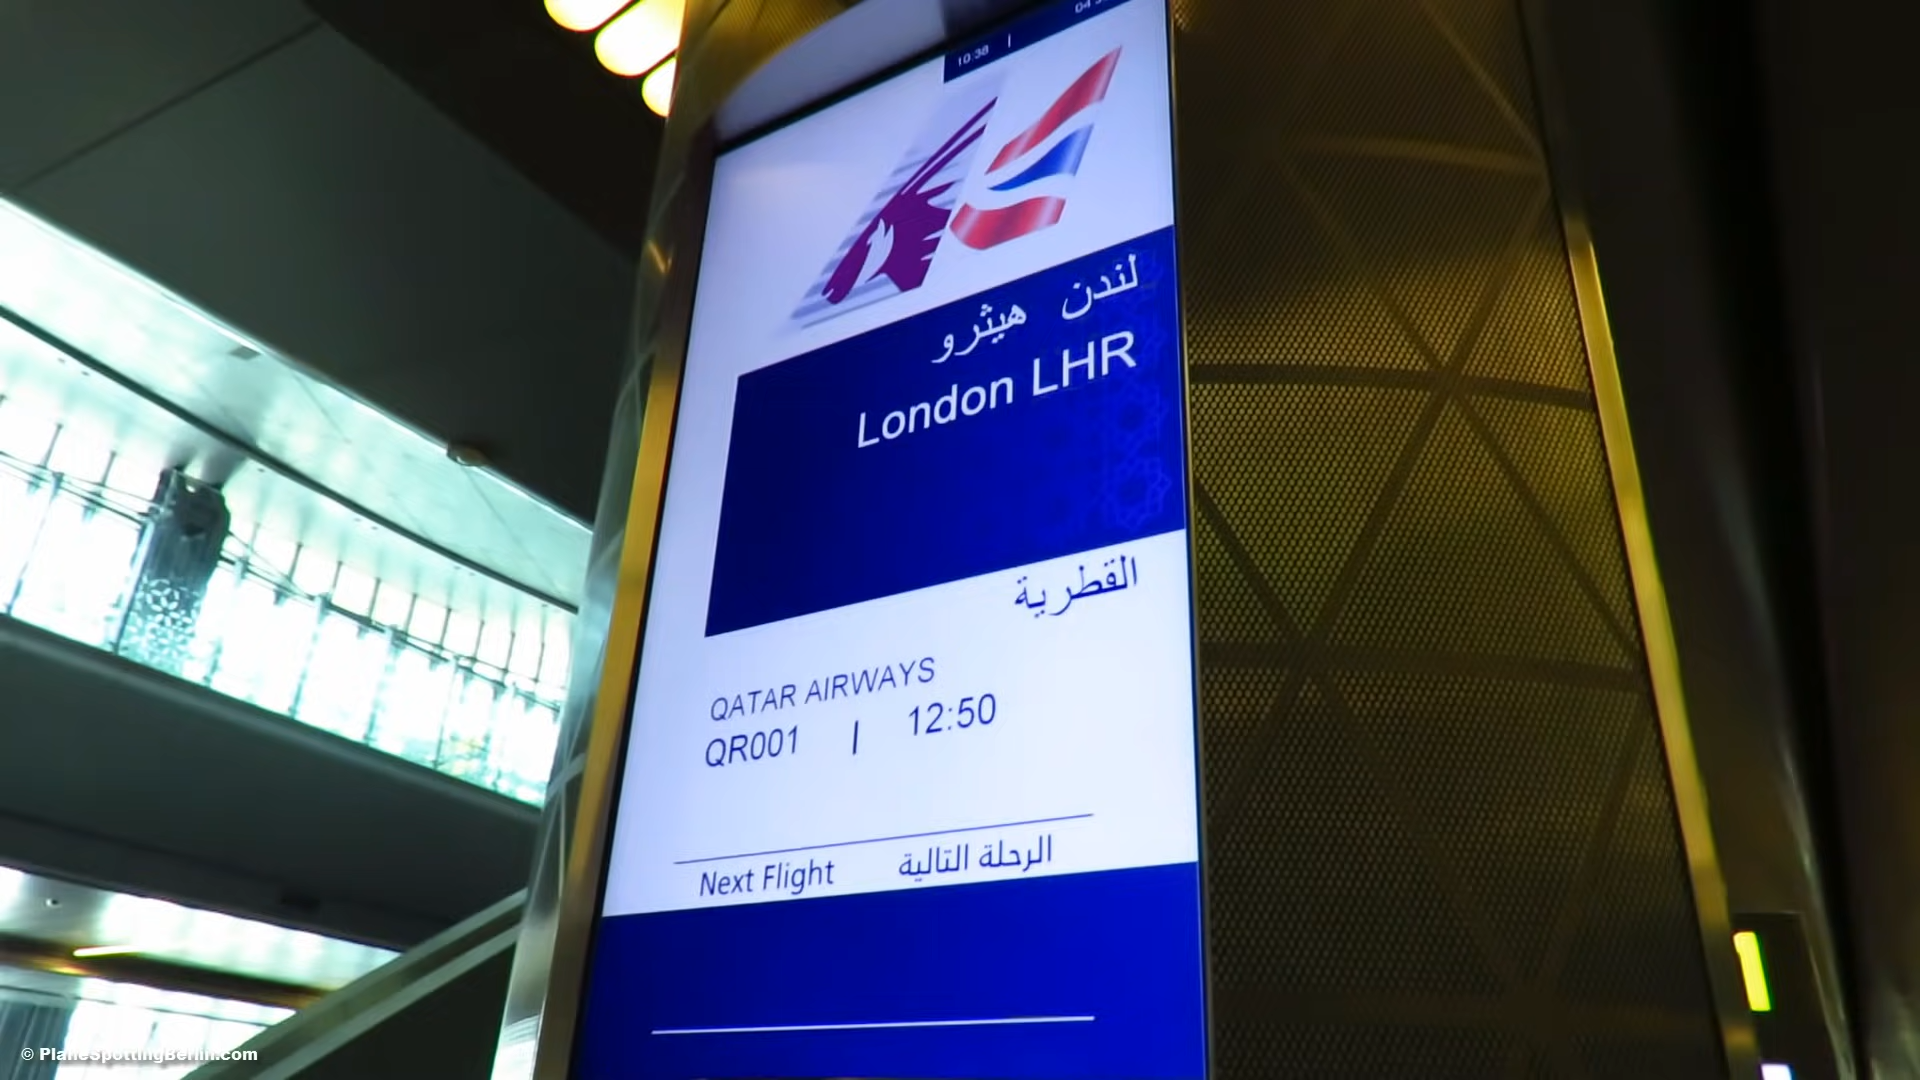 10:38 |
لندن هيثرو
London LHR
القطرية
QATAR AIRWAYS
QR001 | 12:50
Next Flight الرحلة التالية
© PlaneSpottingBerlin.com